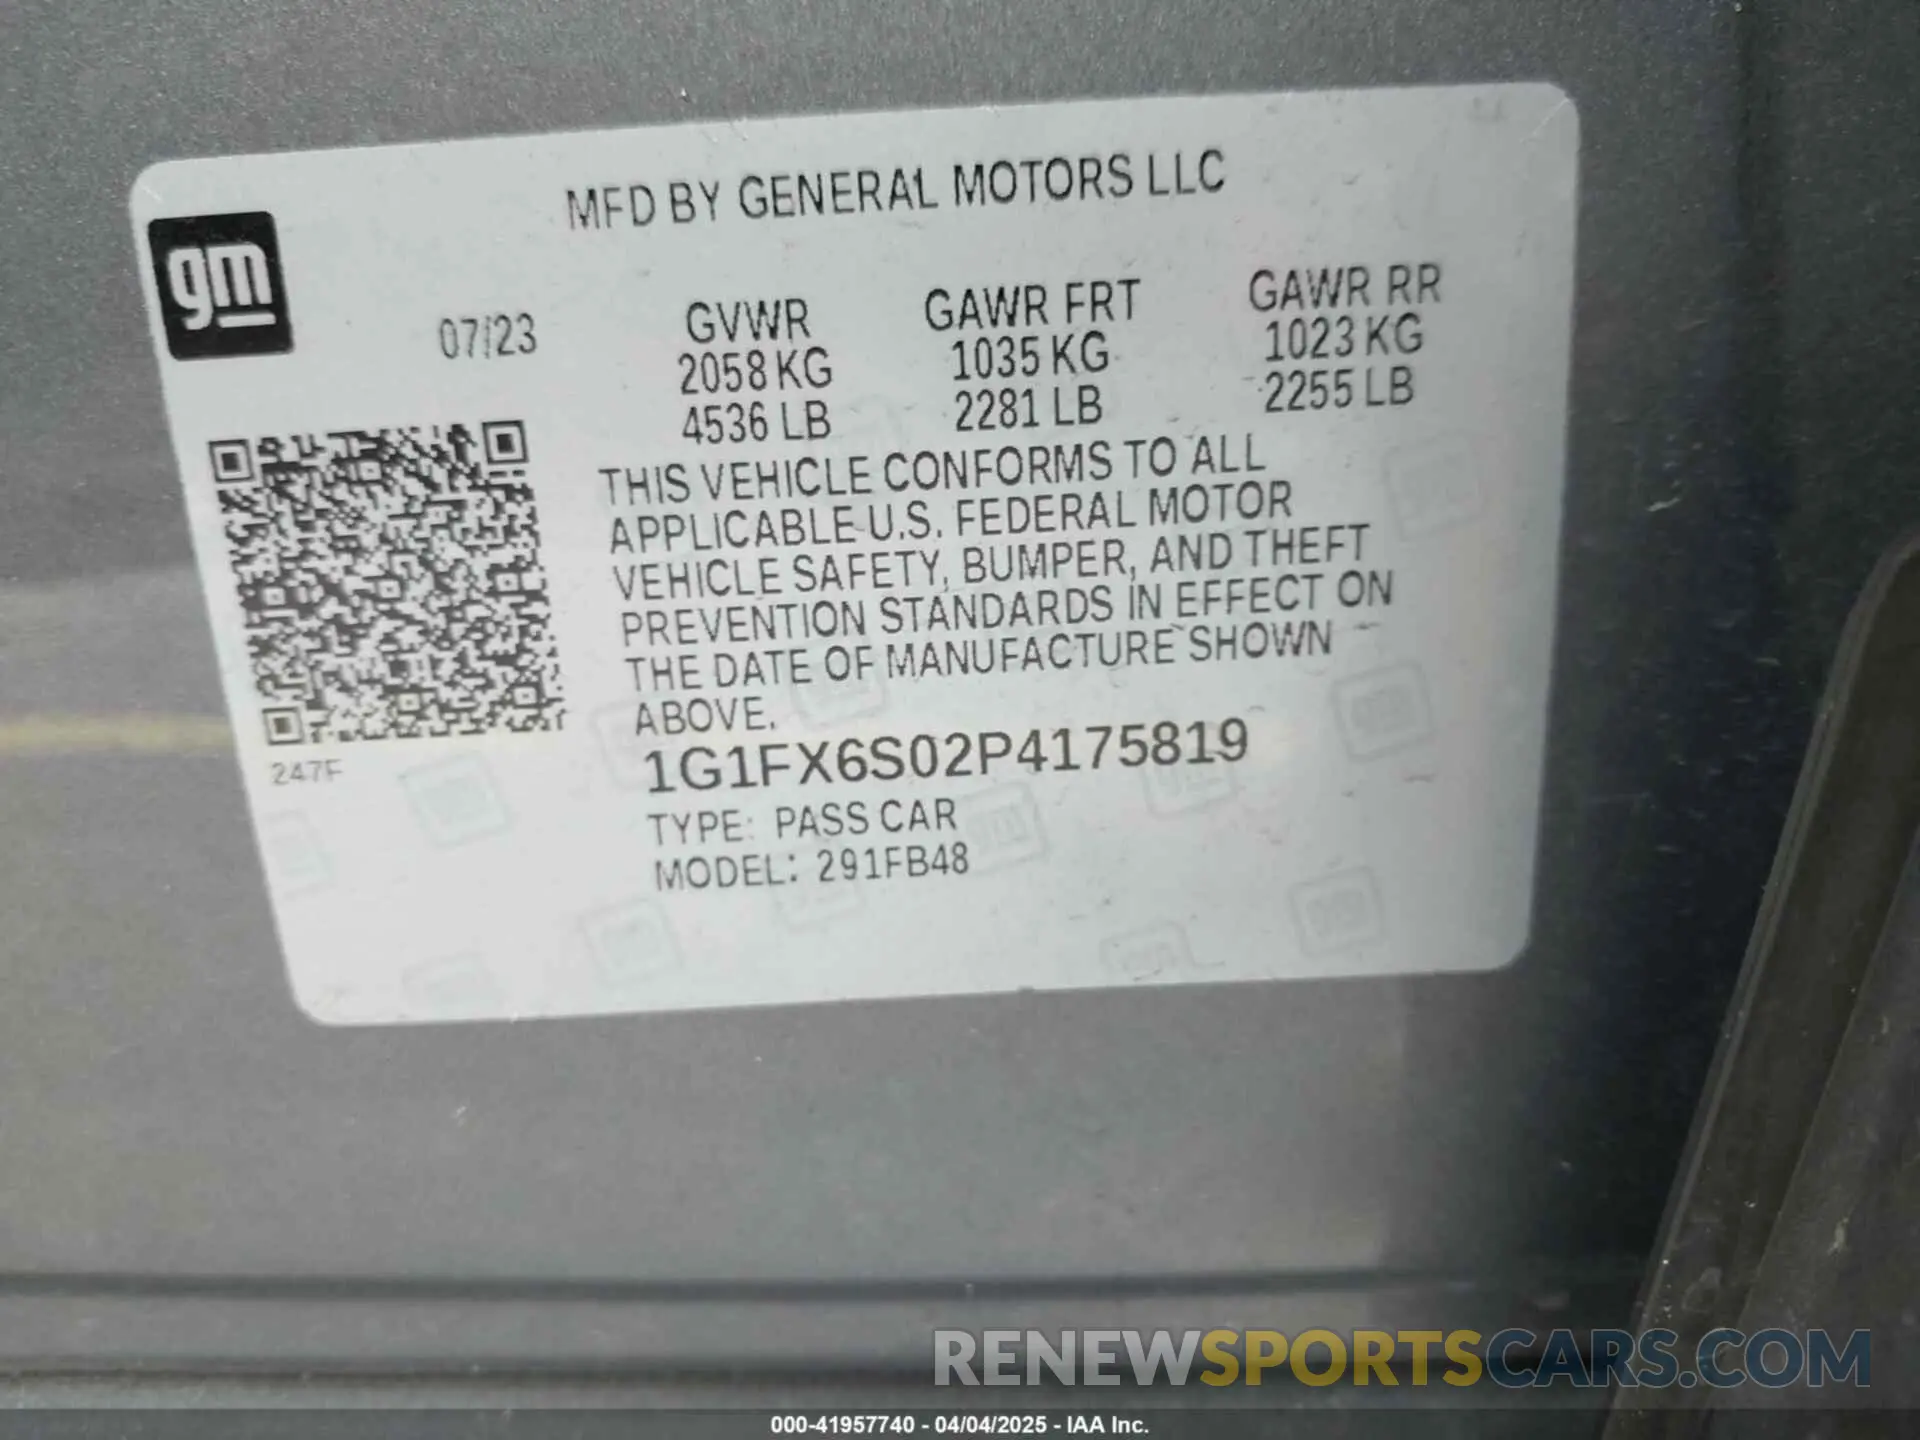 MFD BY GENERAL MOTORS LLC
gm
07/23
GVWR GAWR FRT GAWR RR
2058 KG 1035 KG 1023 KG
4536 LB 2281 LB 2255 LB
THIS VEHICLE CONFORMS TO ALL
APPLICABLE U.S. FEDERAL MOTOR
VEHICLE SAFETY, BUMPER, AND THEFT
PREVENTION STANDARDS IN EFFECT ON
THE DATE OF MANUFACTURE SHOWN
ABOVE.
1G1FX6S02P4175819
TYPE: PASS CAR
MODEL: 291FB48
247F
RENEWSPORTSCARS.COM
000-41957740 - 04/04/2025 - IAA Inc.